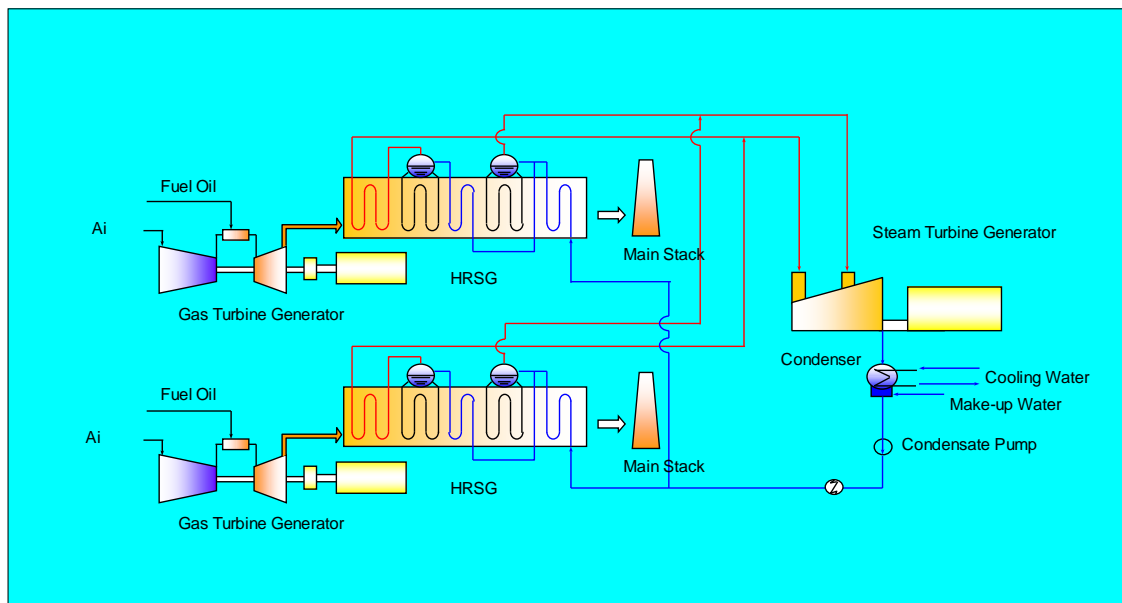 Fuel Oil
Ai
Gas Turbine Generator
HRSG
Main Stack
Steam Turbine Generator
Condenser
Cooling Water
Make-up Water
Condensate Pump
Fuel Oil
Ai
Gas Turbine Generator
HRSG
Main Stack